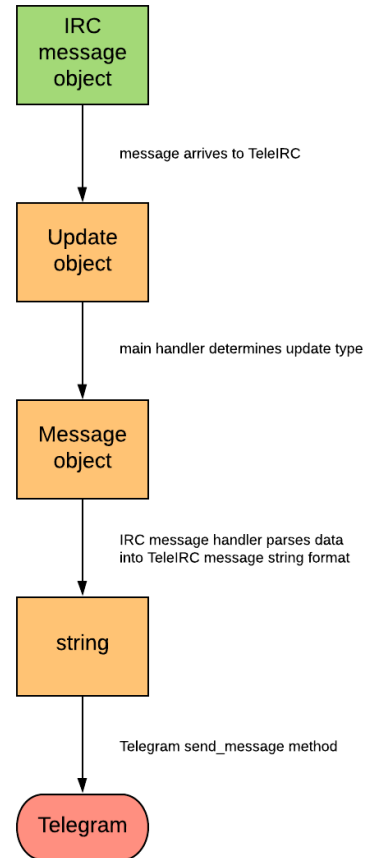 IRC
message
object
message arrives to TeleIRC
Update
object
main handler determines update type
Message
object
IRC message handler parses data
into TeleIRC message string format
string
Telegram send_message method
Telegram